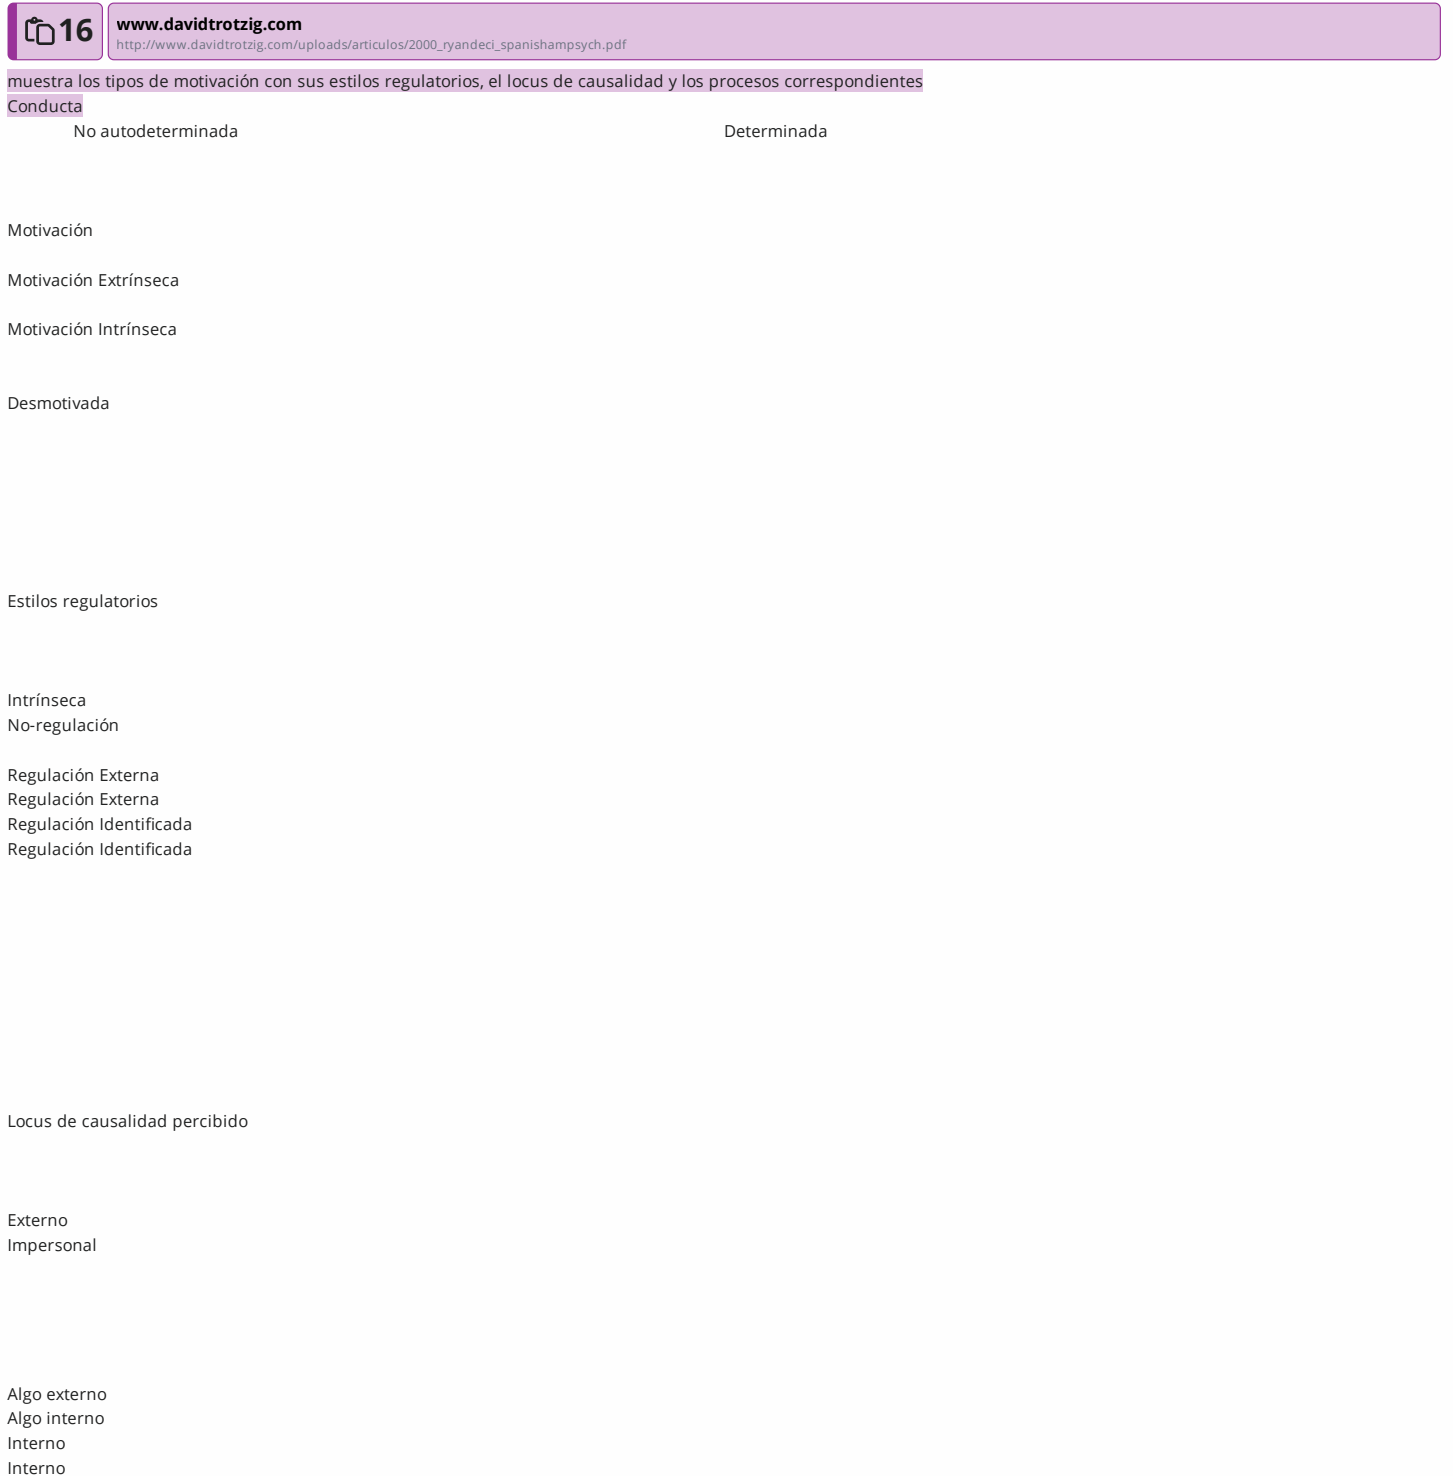 16
www.davidtrotzig.com
http://www.davidtrotzig.com/uploads/articulos/2000_ryandeci_spanishampsych.pdf
muestra los tipos de motivación con sus estilos regulatorios, el locus de causalidad y los procesos correspondientes
Conducta
No autodeterminada Determinada
Motivación
Motivación Extrínseca
Motivación Intrínseca
Desmotivada
Estilos regulatorios
Intrínseca
No-regulación
Regulación Externa
Regulación Externa
Regulación Identificada
Regulación Identificada
Locus de causalidad percibido
Externo
Impersonal
Algo externo
Algo interno
Interno
Interno